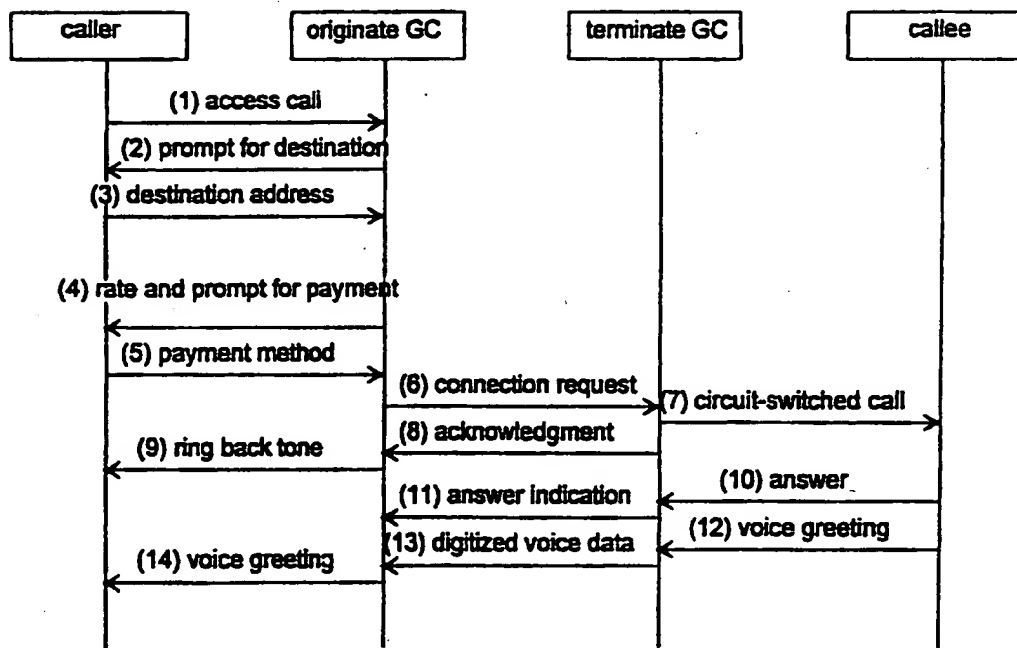 caller
originate GC
terminate GC
callee
(1) access call
(2) prompt for destination
(3) destination address
(4) rate and prompt for payment
(5) payment method
(6) connection request
(7) circuit-switched call
(8) acknowledgment
(9) ring back tone
(10) answer
(11) answer indication
(12) voice greeting
(13) digitized voice data
(14) voice greeting